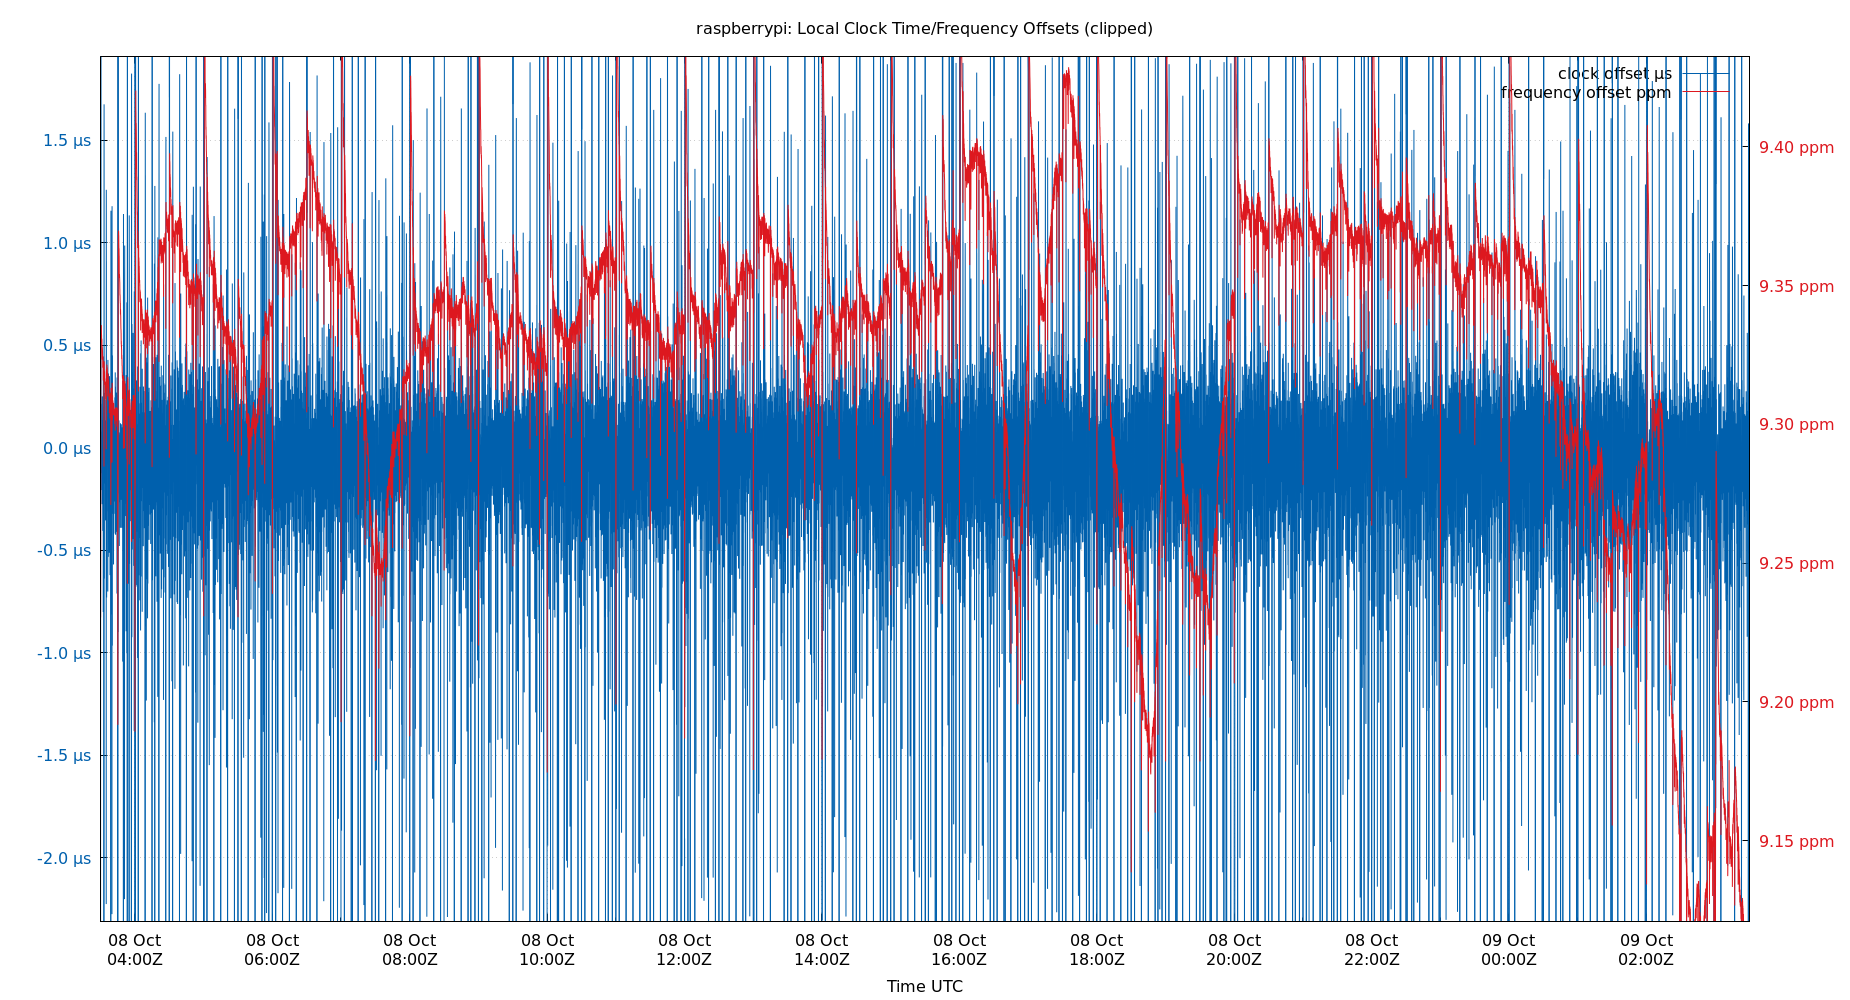 raspberrypi: Local Clock Time/Frequency Offsets (clipped)
clock offset µs
frequency offset ppm
1.5 µs
1.0 µs
0.5 µs
0.0 µs
-0.5 µs
-1.0 µs
-1.5 µs
-2.0 µs
9.40 ppm
9.35 ppm
9.30 ppm
9.25 ppm
9.20 ppm
9.15 ppm
08 Oct 08 Oct 08 Oct 08 Oct 08 Oct 08 Oct 08 Oct 08 Oct 08 Oct 08 Oct 09 Oct 09 Oct
04:00Z 06:00Z 08:00Z 10:00Z 12:00Z 14:00Z 16:00Z 18:00Z 20:00Z 22:00Z 00:00Z 02:00Z
Time UTC